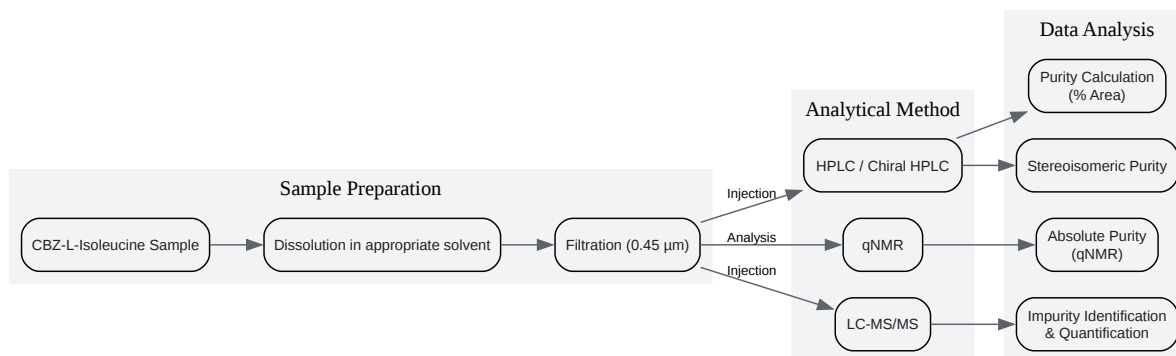 Sample Preparation
CBZ-L-Isoleucine Sample
Dissolution in appropriate solvent
Filtration (0.45 µm)
Injection
Analysis
Injection
Analytical Method
HPLC / Chiral HPLC
qNMR
LC-MS/MS
Data Analysis
Purity Calculation
(% Area)
Stereoisomeric Purity
Absolute Purity
(qNMR)
Impurity Identification
& Quantification